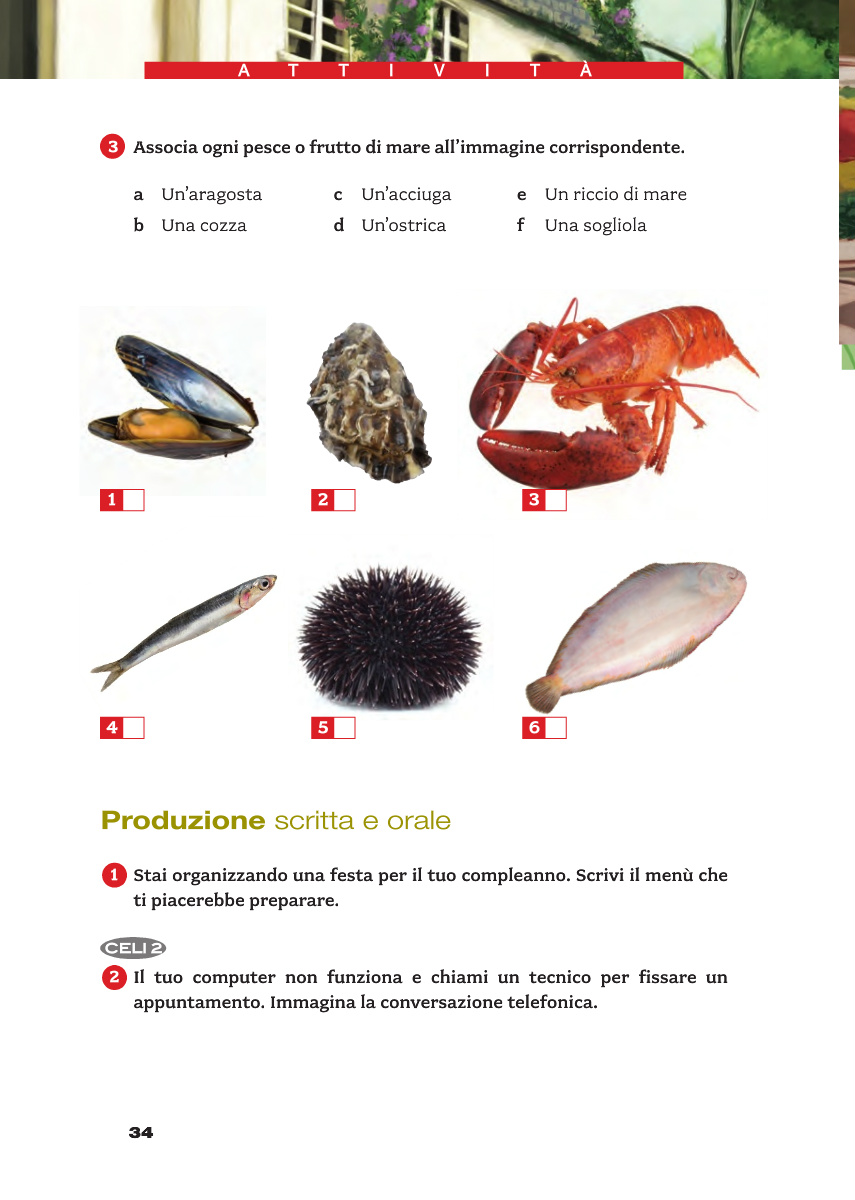 ATTIVITÀ
3 Associa ogni pesce o frutto di mare all'immagine corrispondente.
a Un'aragosta c Un'acciuga e Un riccio di mare
b Una cozza d Un'ostrica f Una sogliola
1 2 3
4 5 6
Produzione scritta e orale
1 Stai organizzando una festa per il tuo compleanno. Scrivi il menù che
ti piacerebbe preparare.
CELI 2
2 Il tuo computer non funziona e chiami un tecnico per fissare un
appuntamento. Immagina la conversazione telefonica.
34